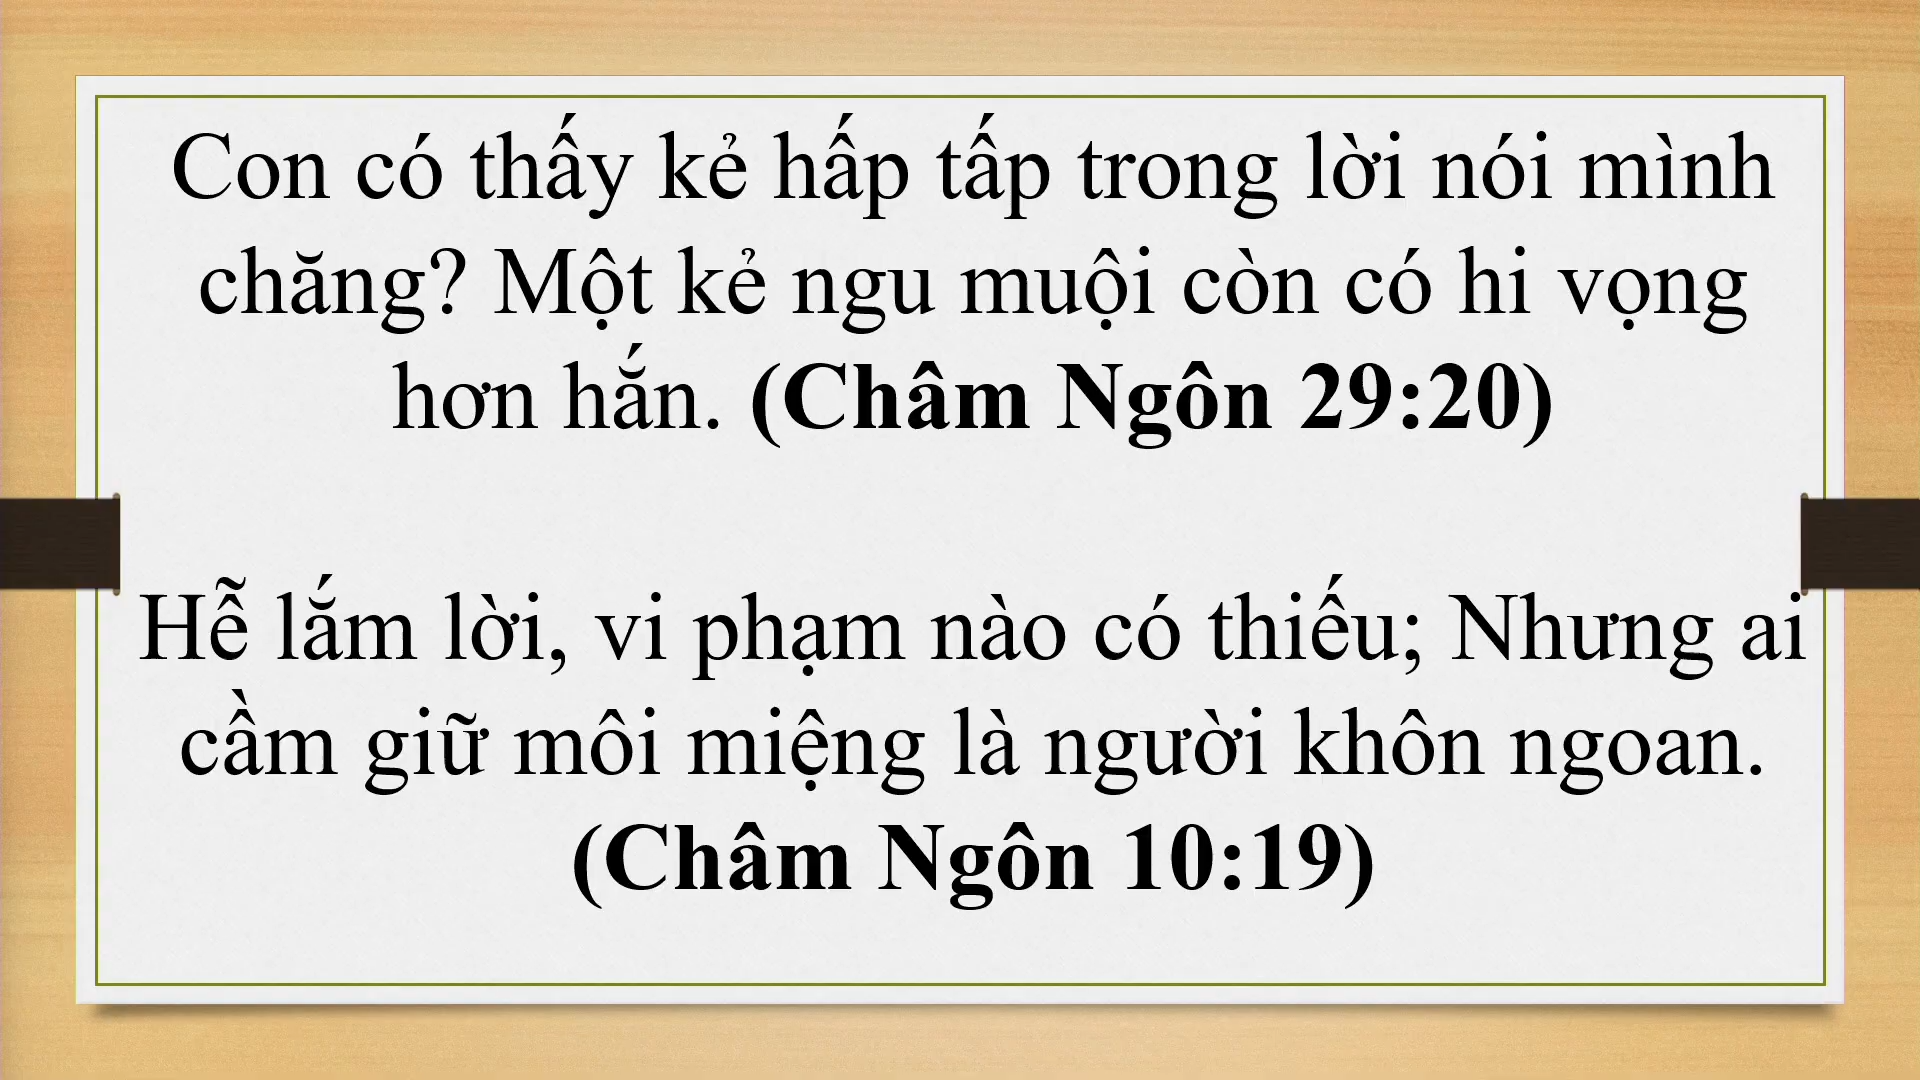 Con có thấy kẻ hấp tấp trong lời nói mình
chăng? Một kẻ ngu muội còn có hi vọng
hơn hắn. (Châm Ngôn 29:20)
Hễ lắm lời, vi phạm nào có thiếu; Nhưng ai
cầm giữ môi miệng là người khôn ngoan.
(Châm Ngôn 10:19)